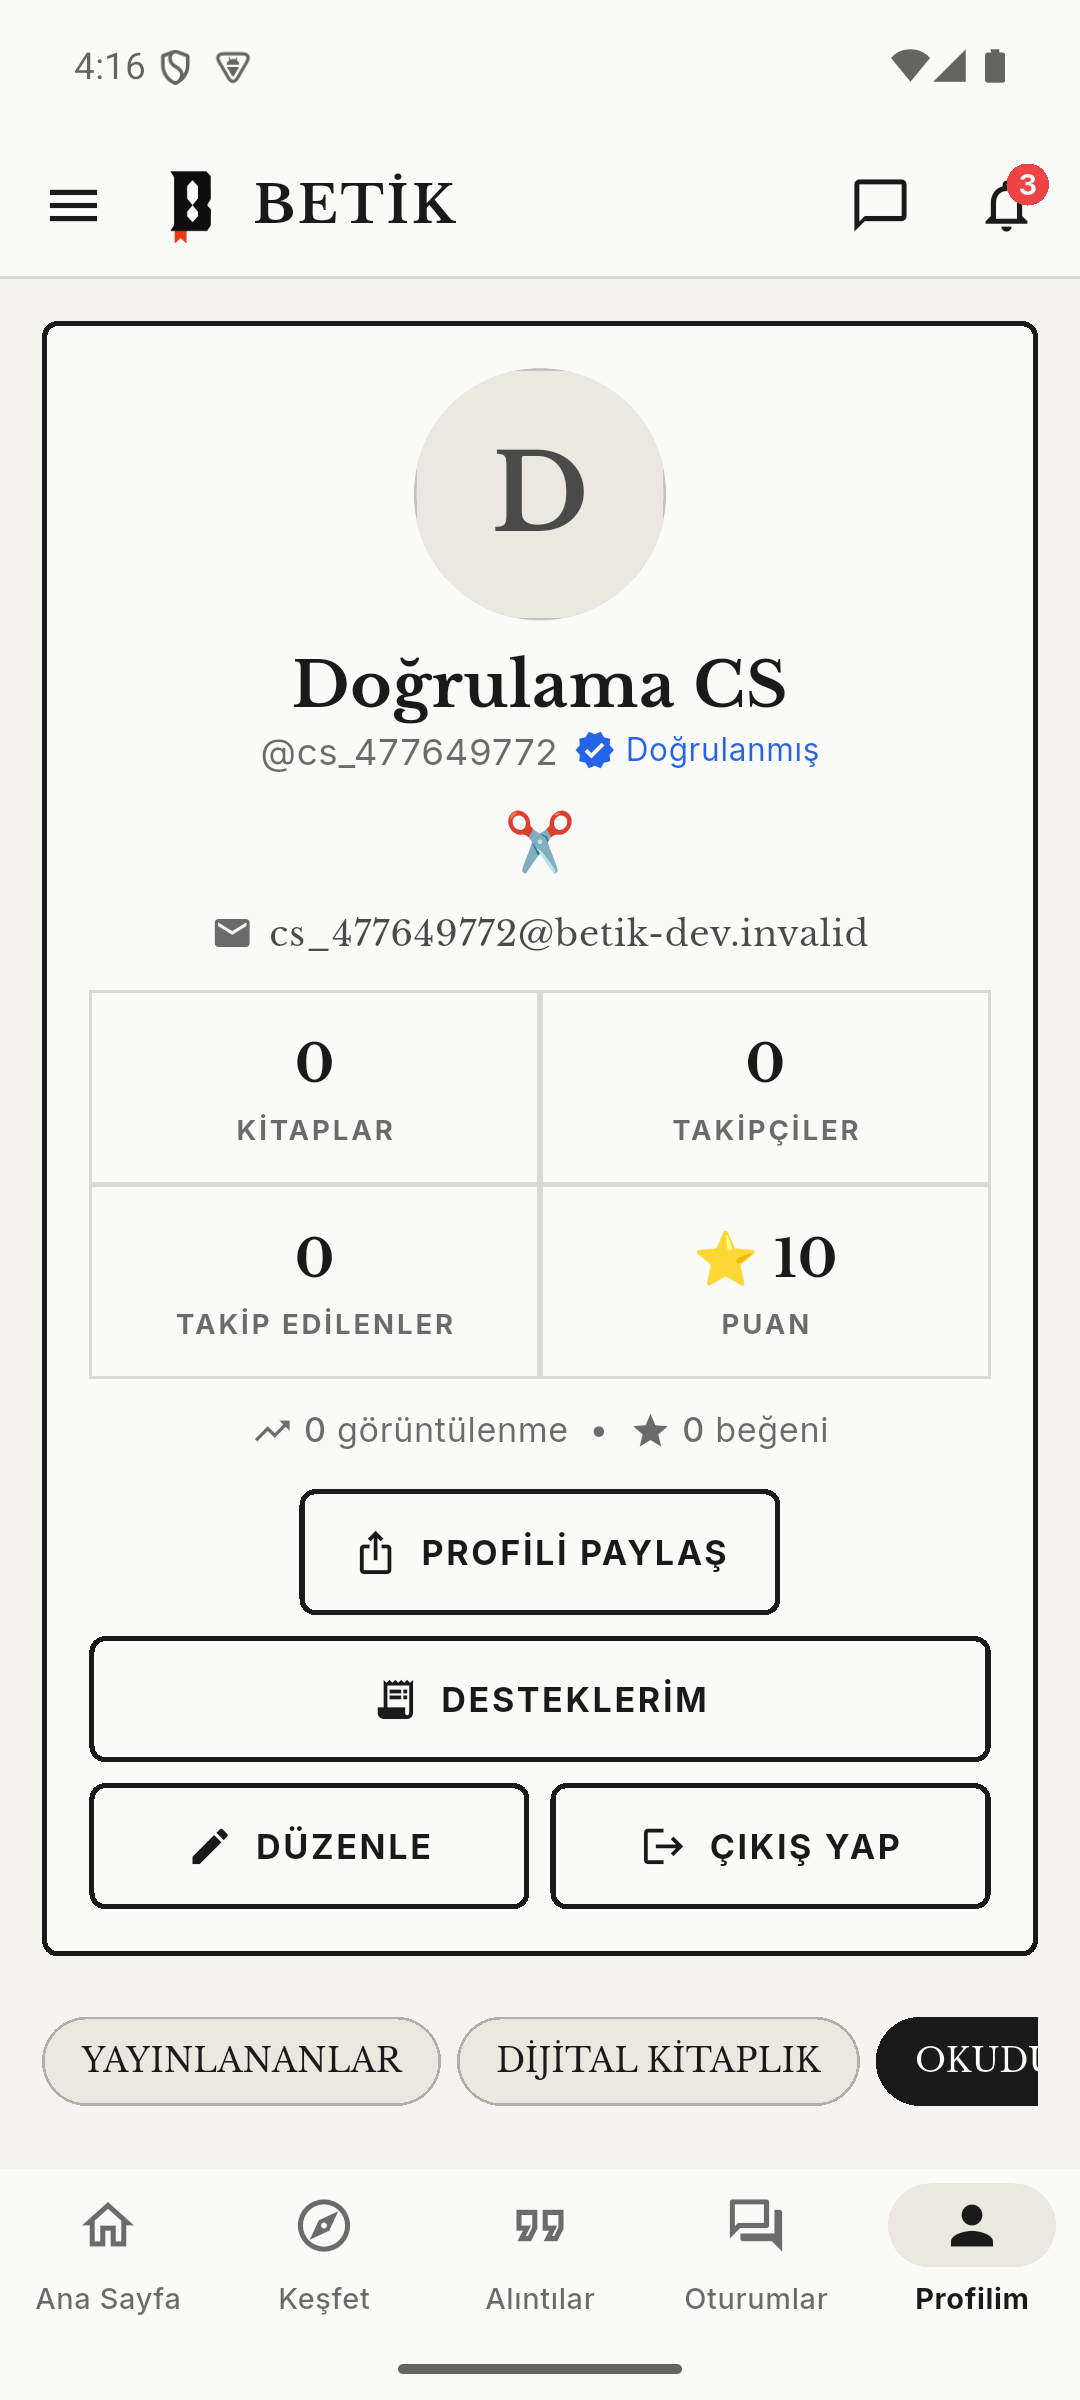 4:16
BETİK
3
D
Doğrulama CS
@cs_477649772 Doğrulanmış
cs_477649772@betik-dev.invalid
0
KİTAPLAR
0
TAKİPÇİLER
0
TAKİP EDİLENLER
10
PUAN
0 görüntülenme • 0 beğeni
PROFİLİ PAYLAŞ
DESTEKLERİM
DÜZENLE
ÇIKIŞ YAP
YAYINLANANLAR
DİJİTAL KİTAPLIK
OKUDU
Ana Sayfa
Keşfet
Alıntılar
Oturumlar
Profilim